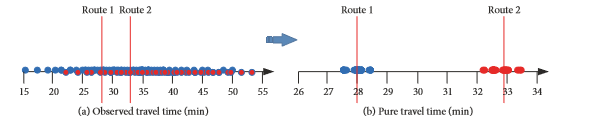 Route 1 Route 2
15 20 25 30 35 40 45 50 55
(a) Observed travel time (min)
Route 1 Route 2
26 27 28 29 30 31 32 33 34
(b) Pure travel time (min)